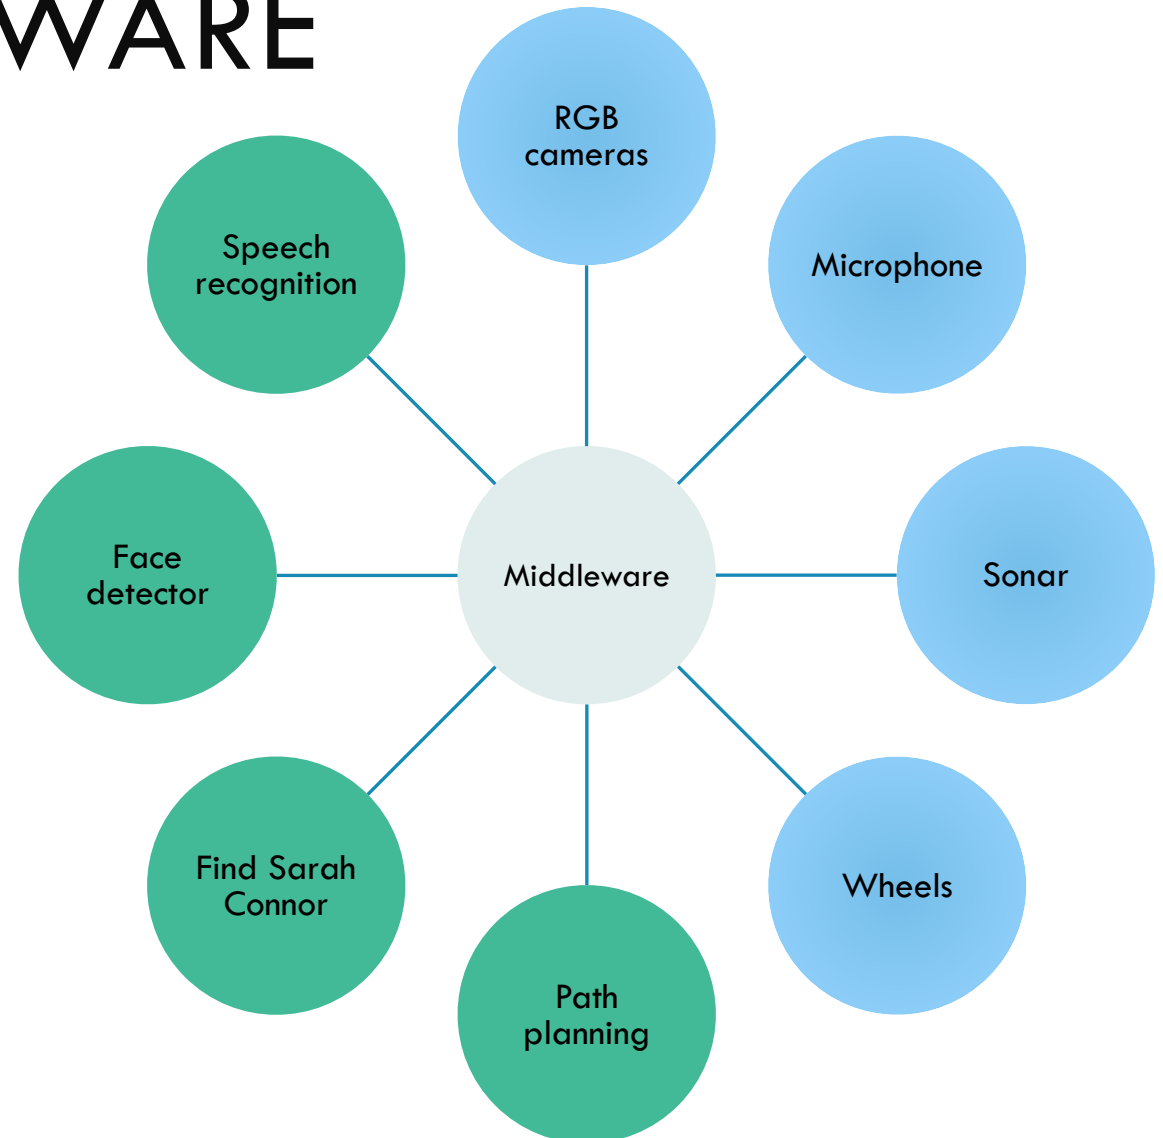 WARE
RGB
cameras
Speech
recognition
Microphone
Face
detector
Middleware
Sonar
Find Sarah
Connor
Wheels
Path
planning